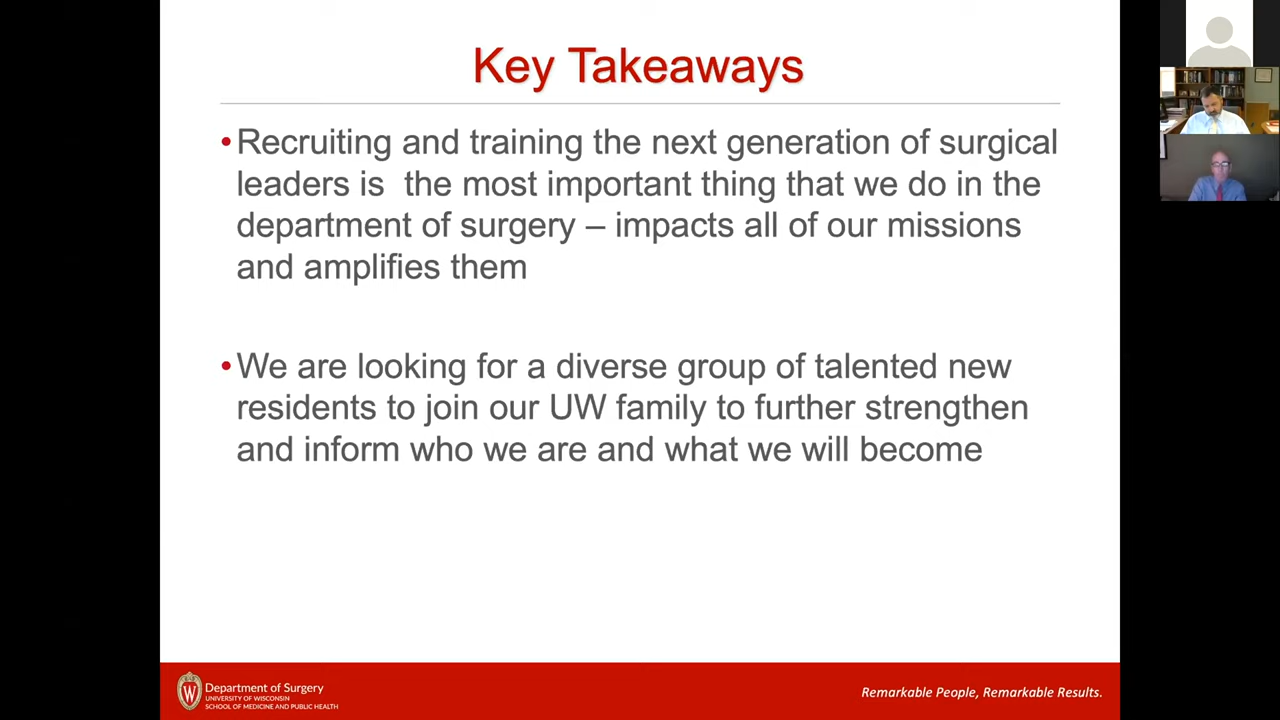 Key Takeaways
•Recruiting and training the next generation of surgical
leaders is  the most important thing that we do in the
department of surgery – impacts all of our missions
and amplifies them
•We are looking for a diverse group of talented new
residents to join our UW family to further strengthen
and inform who we are and what we will become
W
Department of Surgery
UNIVERSITY OF WISCONSIN
SCHOOL OF MEDICINE AND PUBLIC HEALTH
Remarkable People, Remarkable Results.